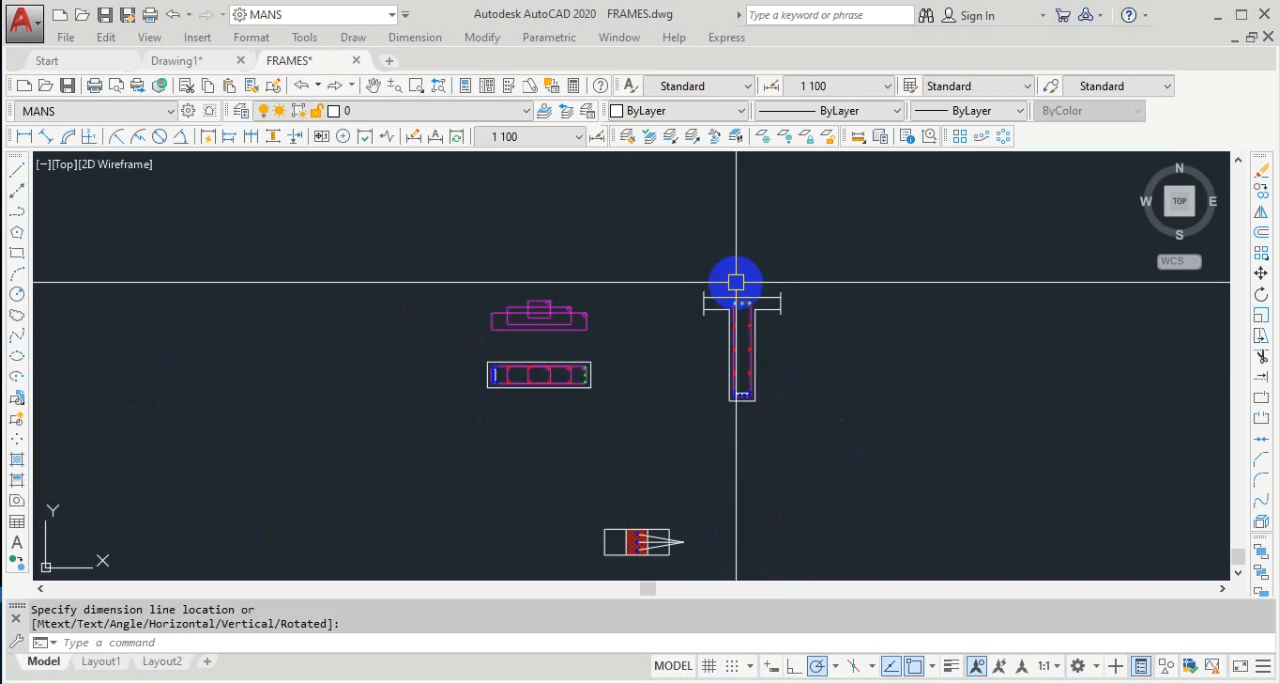 MANS
Autodesk AutoCAD 2020 FRAMES.dwg
Type a keyword or phrase
Sign In
File Edit View Insert Format Tools Draw Dimension Modify Parametric Window Help Express
Start
Drawing1*
FRAMES*
Standard
1 100
Standard
Standard
MANS
0
ByLayer
ByLayer
ByLayer
ByColor
1 100
[−][Top][2D Wireframe]
N
W
TOP
E
S
WCS
Y
X
Specify dimension line location or
[Mtext/Text/Angle/Horizontal/Vertical/Rotated]:
Type a command
Model
Layout1
Layout2
MODEL
1:1